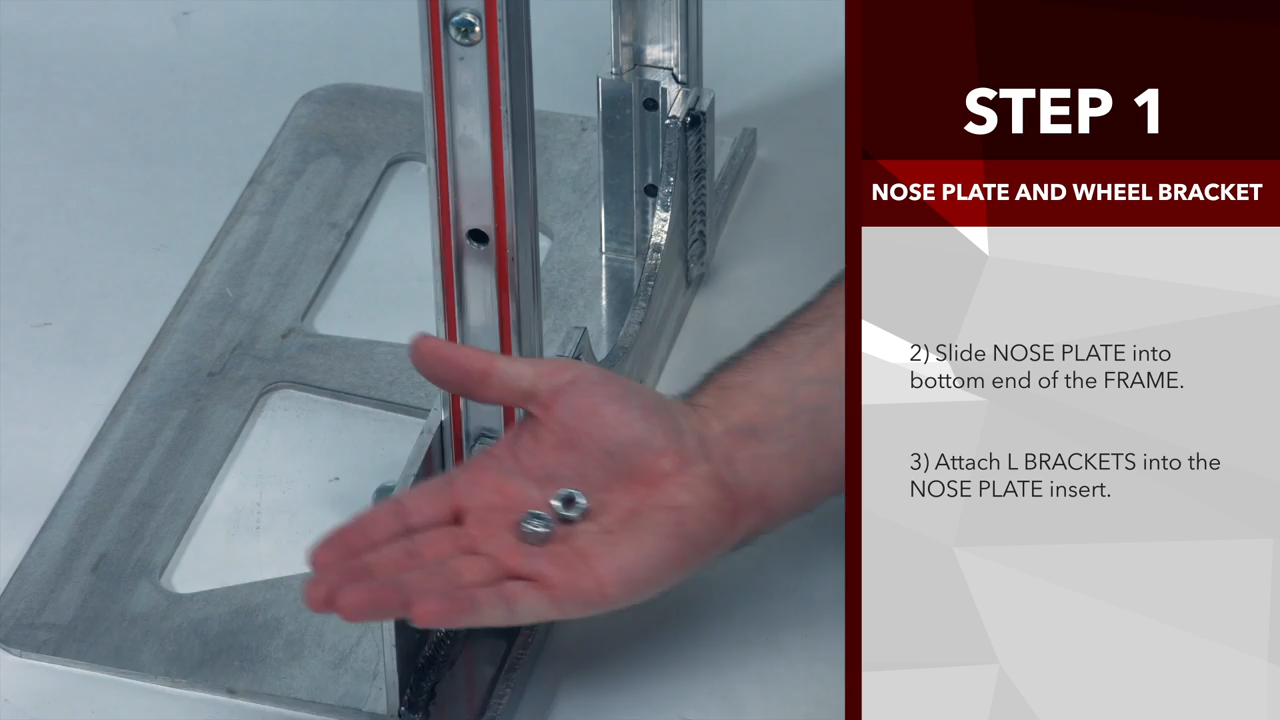 STEP 1
NOSE PLATE AND WHEEL BRACKET
2) Slide NOSE PLATE into
bottom end of the FRAME.
3) Attach L BRACKETS into the
NOSE PLATE insert.